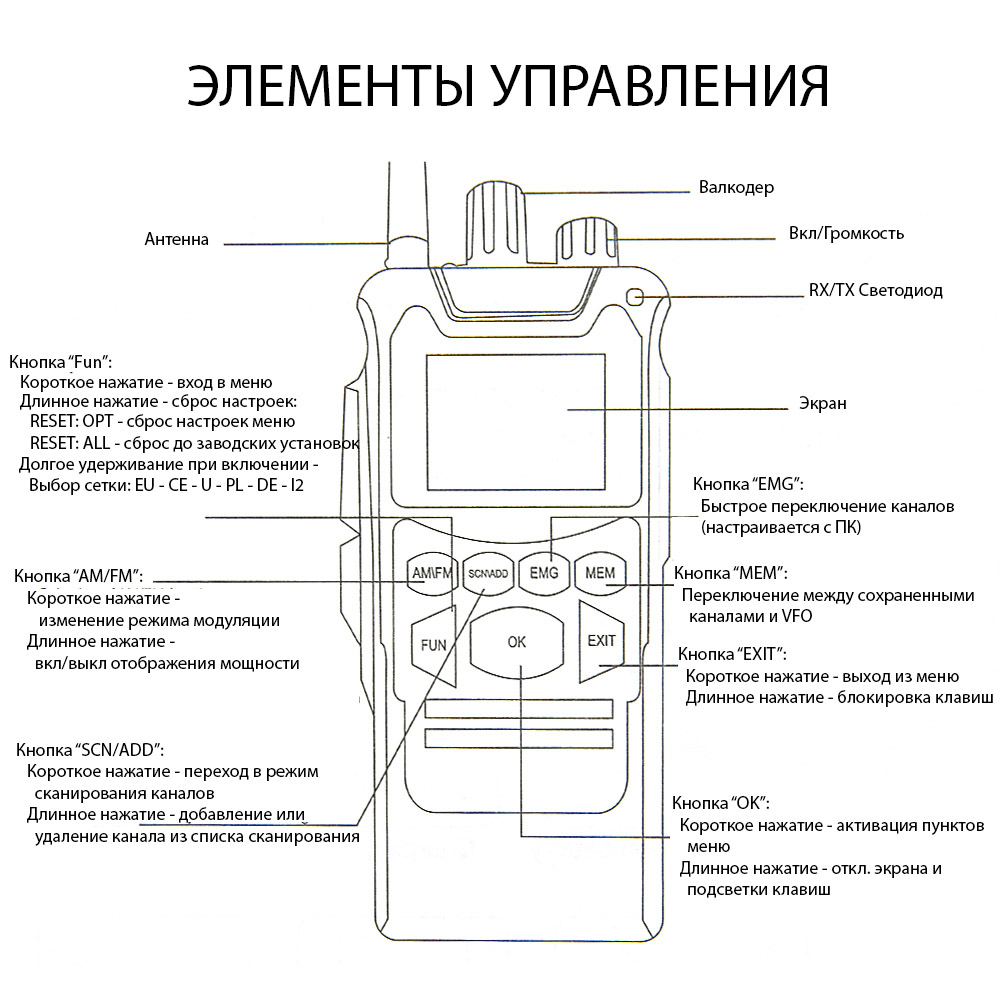 ЭЛЕМЕНТЫ УПРАВЛЕНИЯ
Валкодер
Антенна
Вкл/Громкость
RX/TX Светодиод
Экран
Кнопка “Fun”:
Короткое нажатие - вход в меню
Длинное нажатие - сброс настроек:
RESET: OPT - сброс настроек меню
RESET: ALL - сброс до заводских установок
Долгое удерживание при включении -
Выбор сетки: EU - CE - U - PL - DE - I2
Кнопка “EMG”:
Быстрое переключение каналов
(настраивается с ПК)
Кнопка “AM/FM”:
Короткое нажатие -
изменение режима модуляции
Длинное нажатие -
вкл/выкл отображения мощности
AM\FM
SCN\ADD
EMG
MEM
FUN
OK
EXIT
Кнопка “MEM”:
Переключение между сохраненными
каналами и VFO
Кнопка “EXIT”:
Короткое нажатие - выход из меню
Длинное нажатие - блокировка клавиш
Кнопка “SCN/ADD”:
Короткое нажатие - переход в режим
сканирования каналов
Длинное нажатие - добавление или
удаление канала из списка сканирования
Кнопка “OK”:
Короткое нажатие - активация пунктов
меню
Длинное нажатие - откл. экрана и
подсветки клавиш